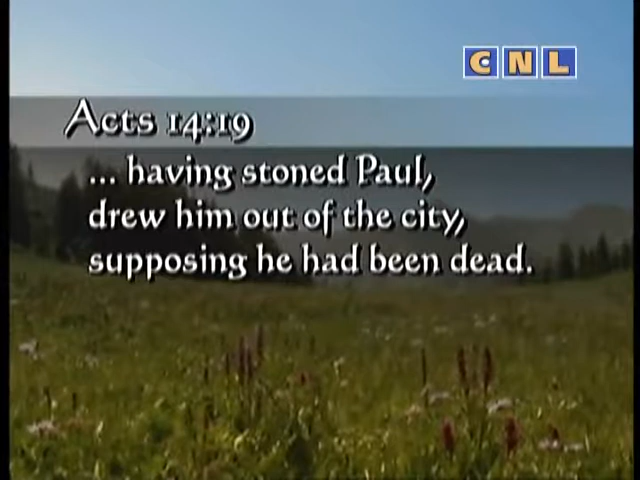 CNL
Acts 14:19
... having stoned Paul,
drew him out of the city,
supposing he had been dead.